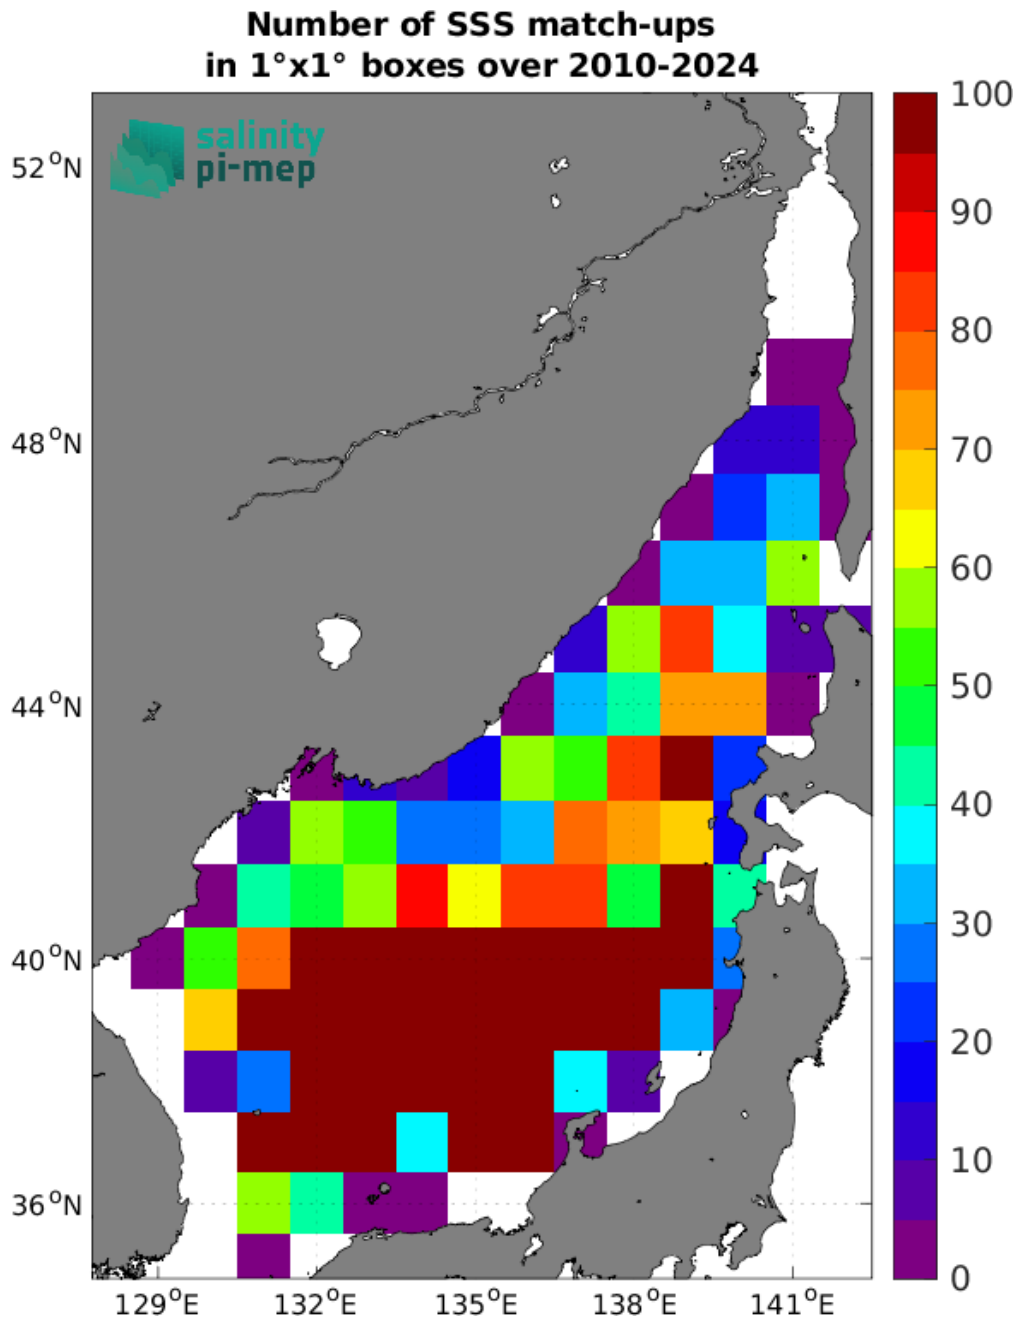 Number of SSS match-ups
in 1°x1° boxes over 2010-2024
salinity
pi-mep
52°N
48°N
44°N
40°N
36°N
129°E
132°E
135°E
138°E
141°E
100
90
80
70
60
50
40
30
20
10
0